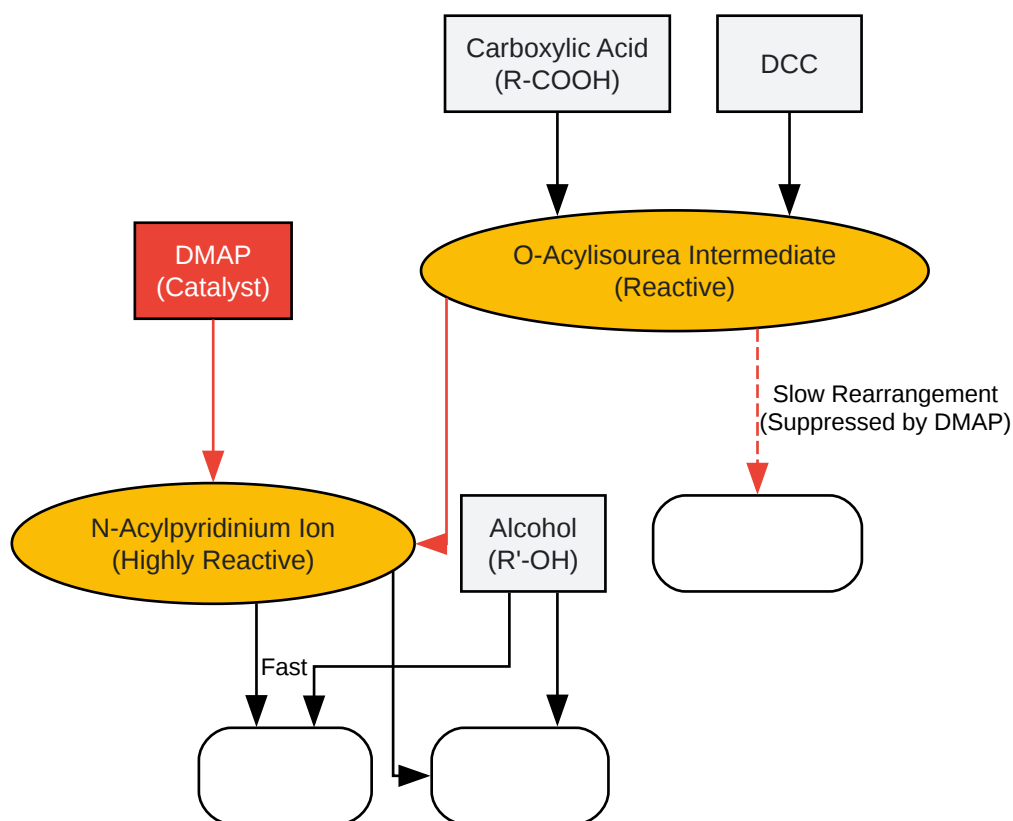 Carboxylic Acid
(R-COOH)
DCC
DMAP
(Catalyst)
O-Acylisourea Intermediate
(Reactive)
Slow Rearrangement
(Suppressed by DMAP)
N-Acylpyridinium Ion
(Highly Reactive)
Alcohol
(R'-OH)
Fast